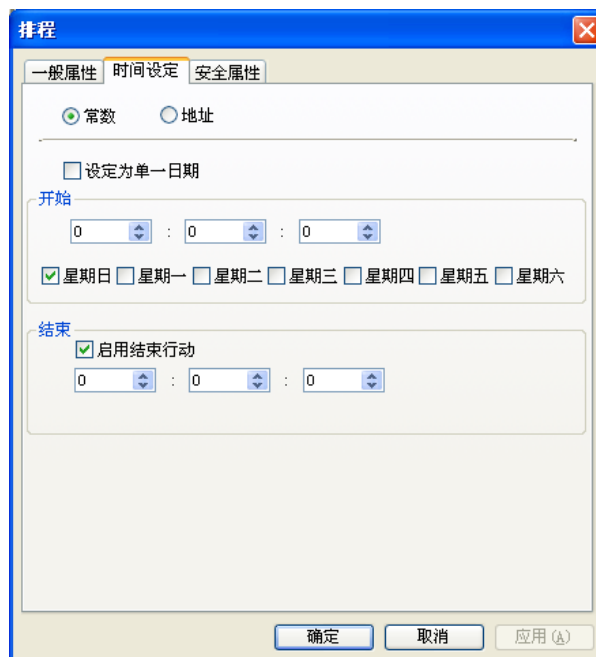 排程
一般属性 时间设定 安全属性
常数 地址
设定为单一日期
开始
0 : 0 : 0
星期日 星期一 星期二 星期三 星期四 星期五 星期六
结束
启用结束行动
0 : 0 : 0
确定 取消 应用(A)